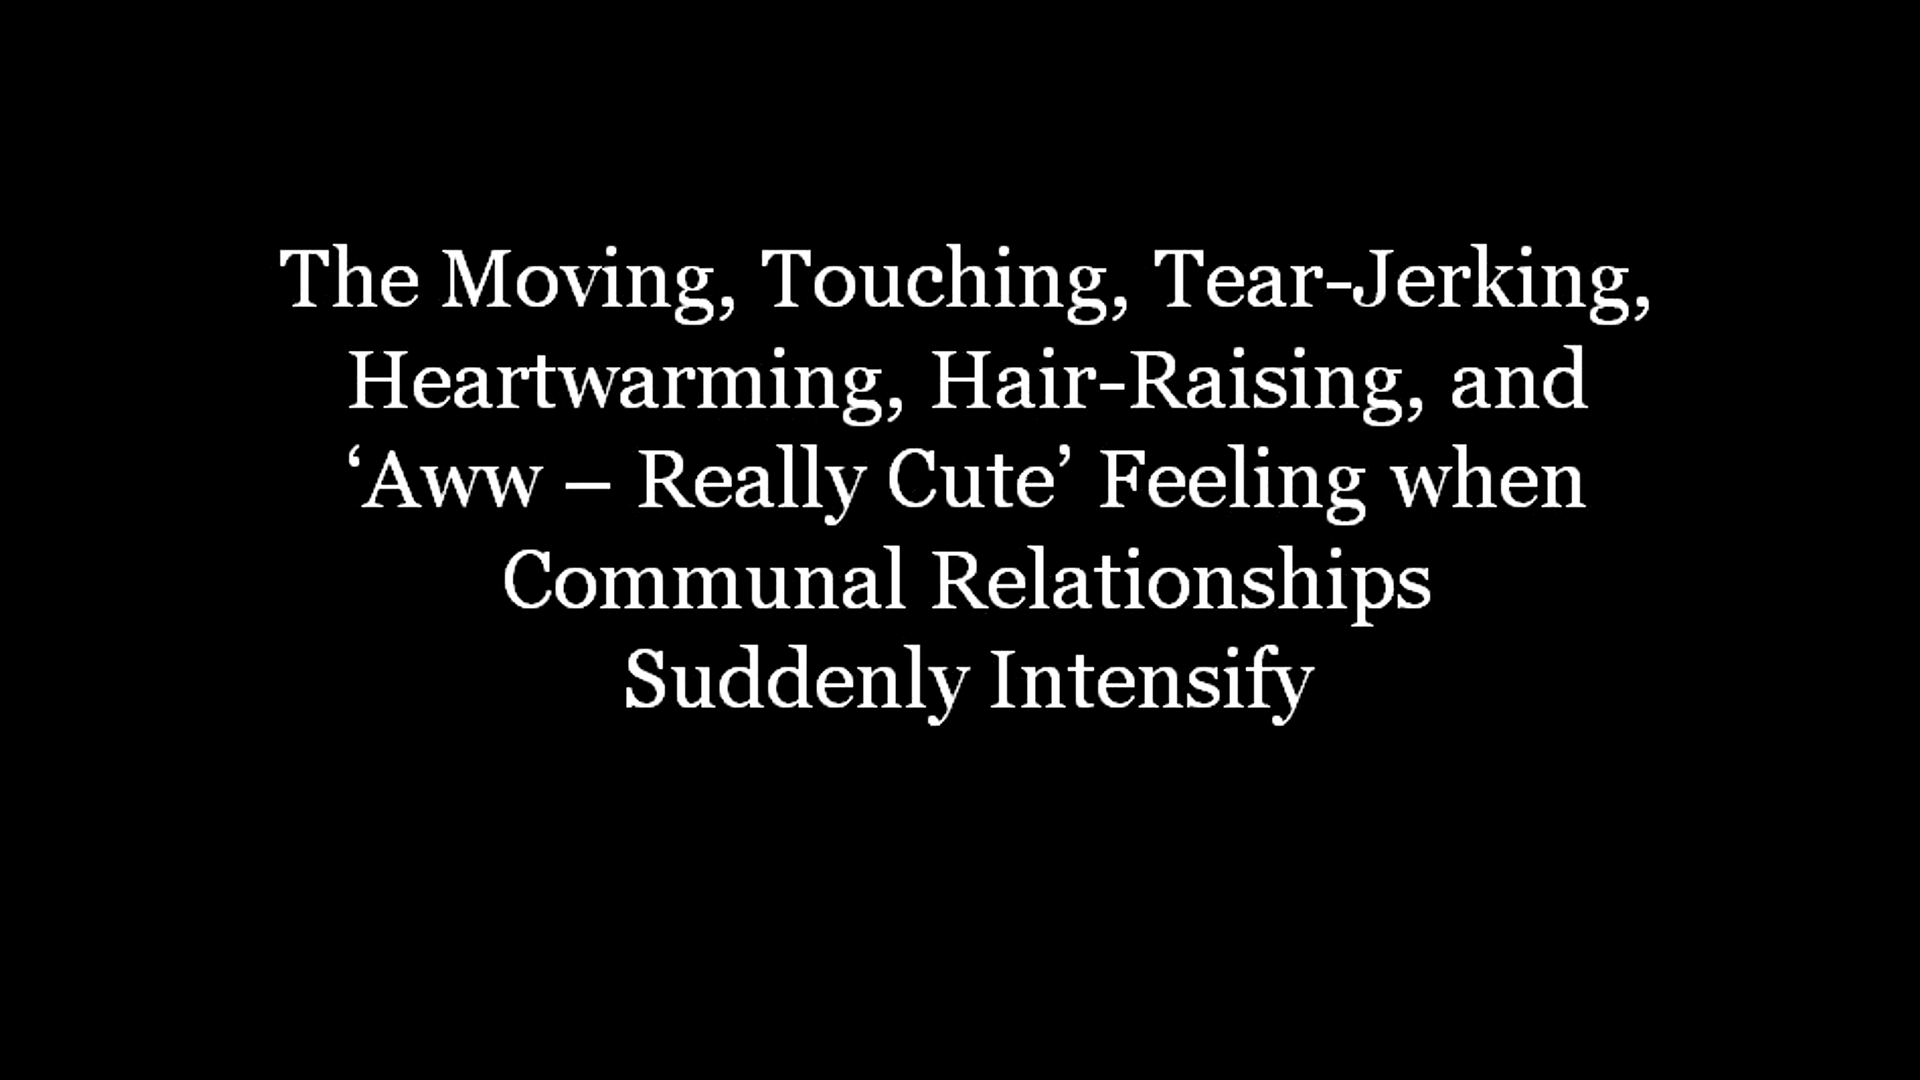 The Moving, Touching, Tear-Jerking,
Heartwarming, Hair-Raising, and
‘Aww – Really Cute’ Feeling when
Communal Relationships
Suddenly Intensify